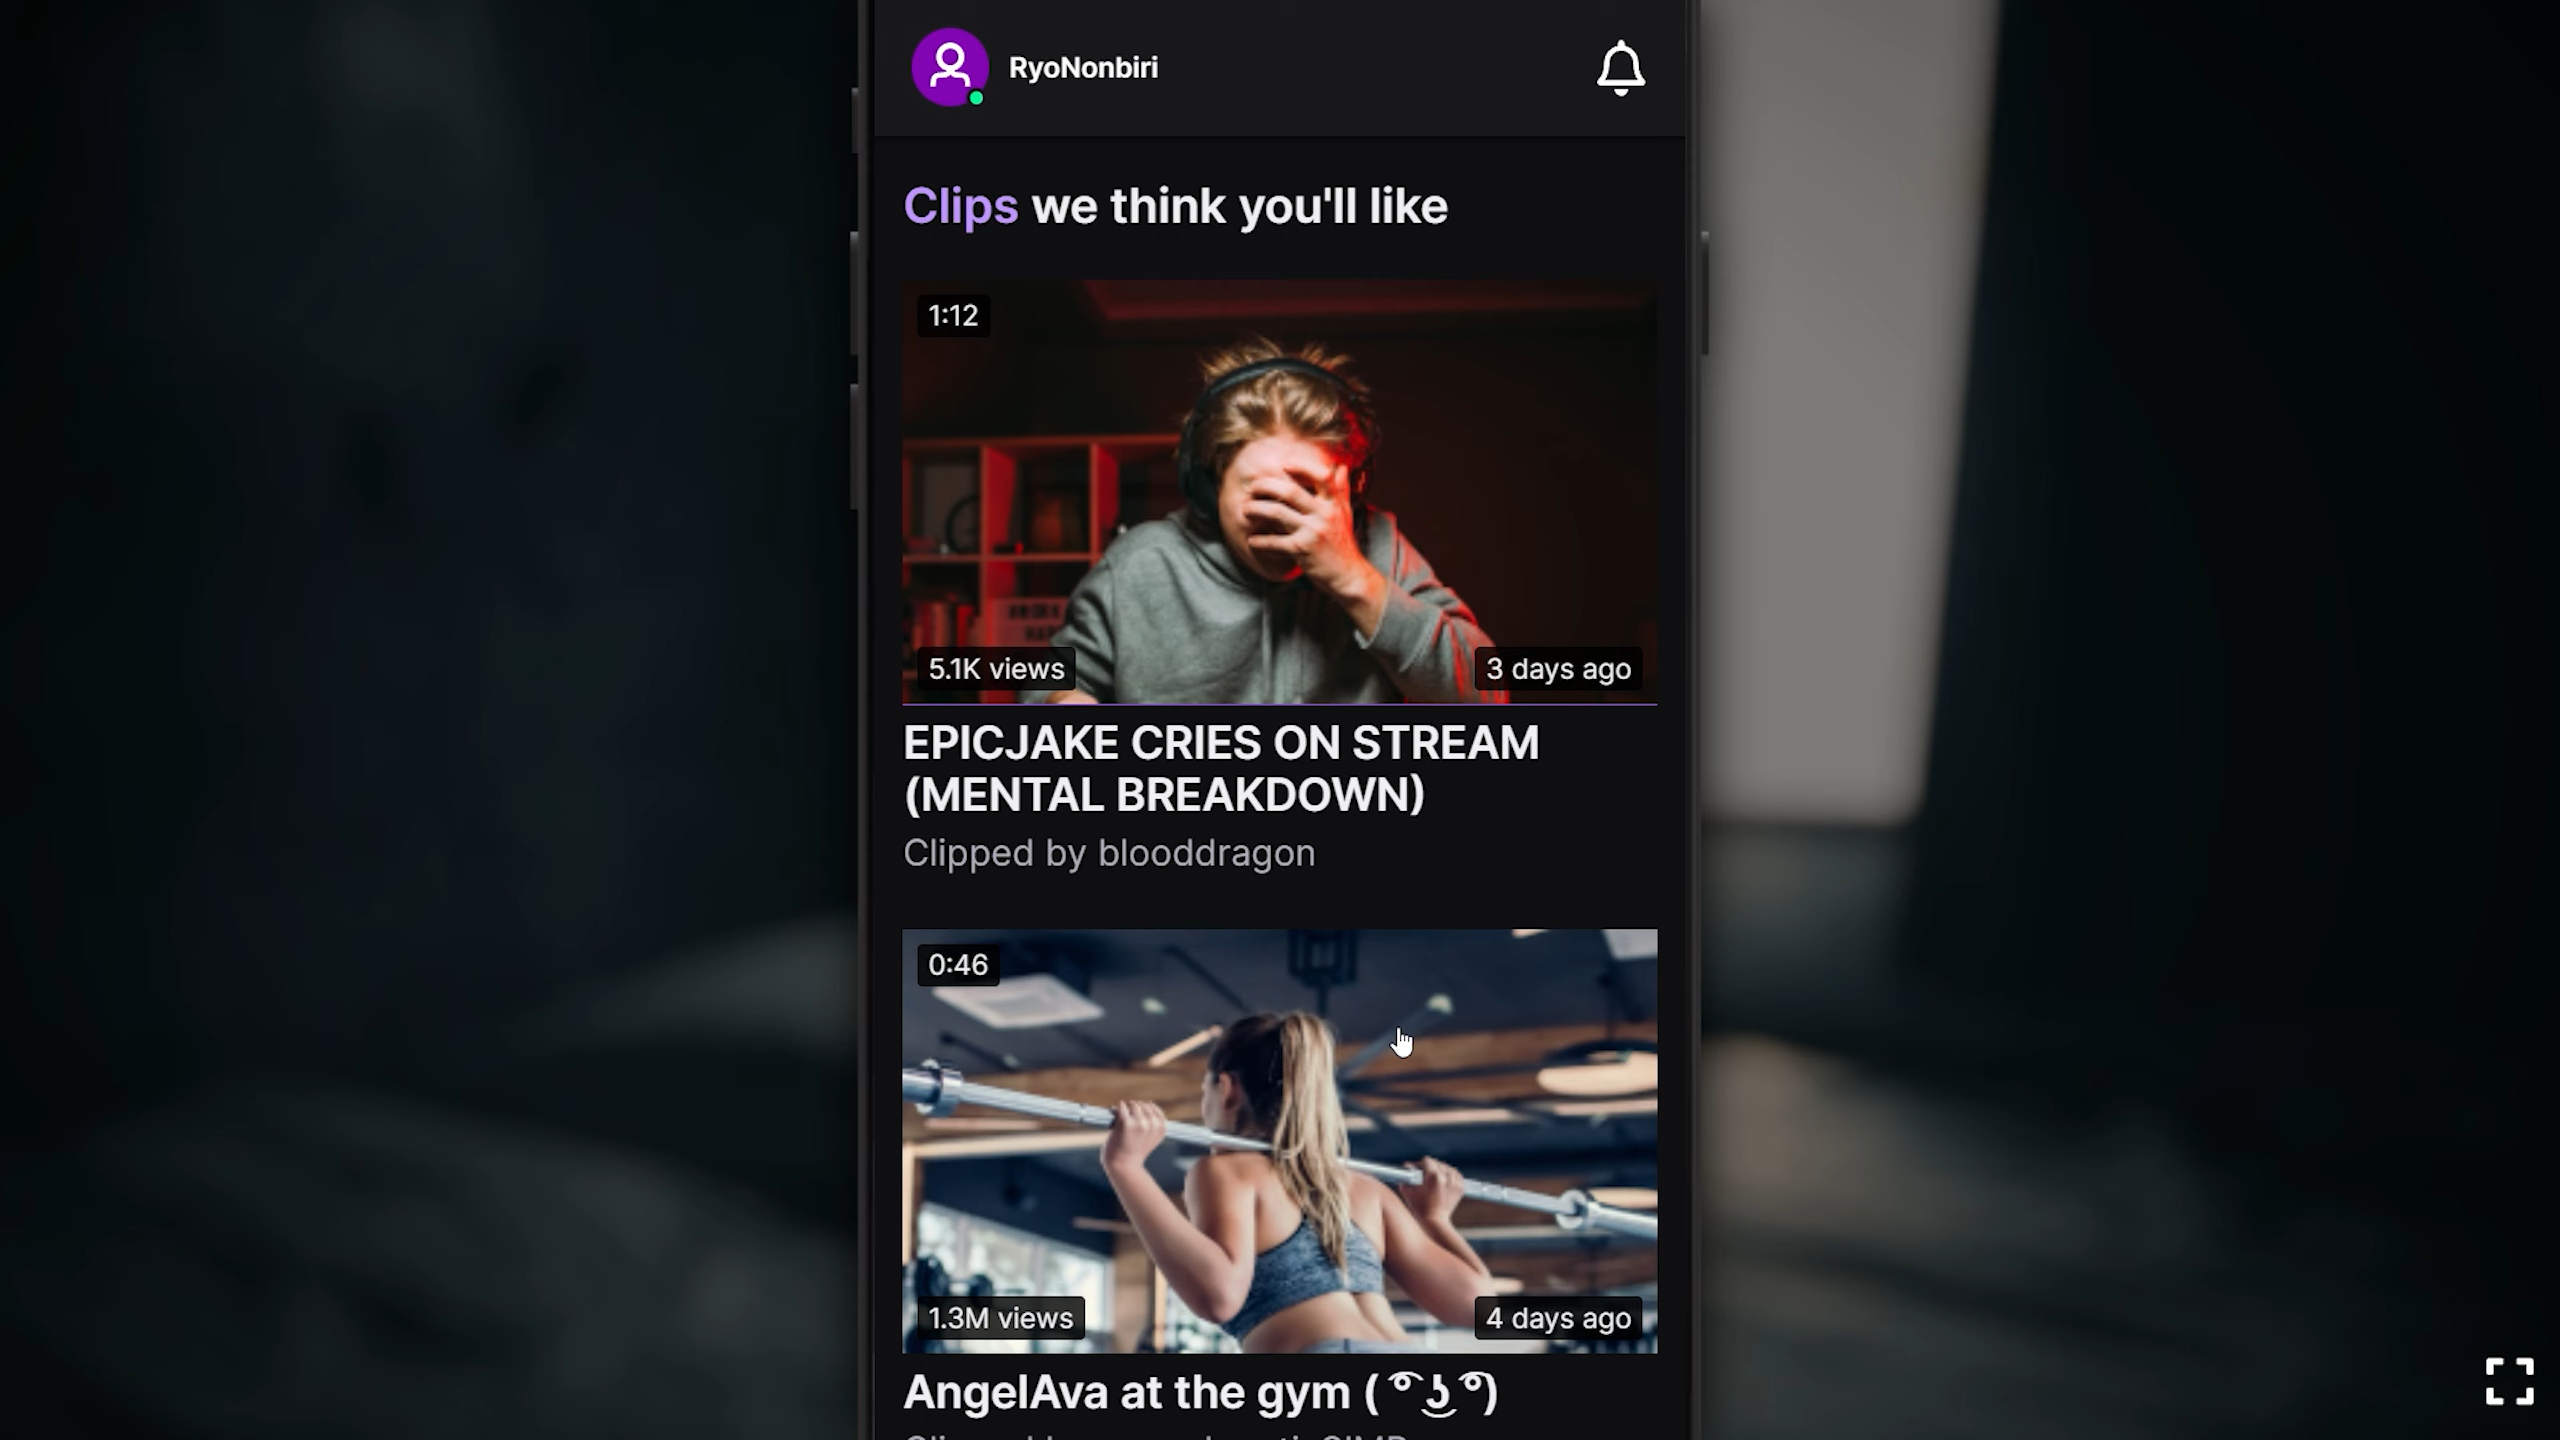 RyoNonbiri
Clips we think you'll like
1:12
5.1K views
3 days ago
EPICJAKE CRIES ON STREAM
(MENTAL BREAKDOWN)
Clipped by blooddragon
0:46
1.3M views
4 days ago
AngelAva at the gym ( ͡° ͜ʖ ͡°)